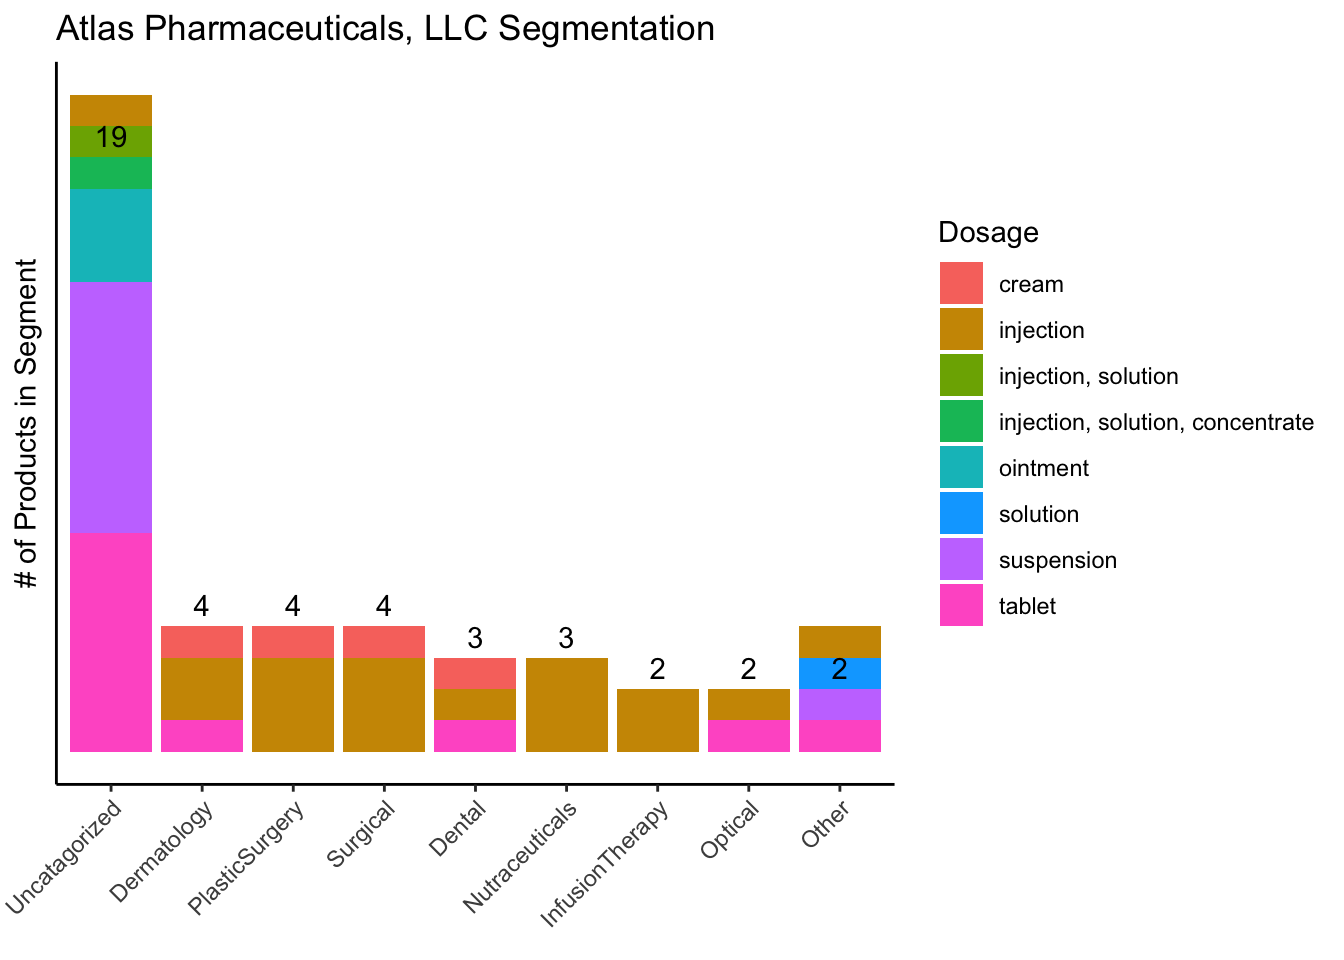 Atlas Pharmaceuticals, LLC Segmentation
# of Products in Segment
19
4
4
4
3
3
2
2
2
Uncatagorized
Dermatology
PlasticSurgery
Surgical
Dental
Nutraceuticals
InfusionTherapy
Optical
Other
Dosage
cream
injection
injection, solution
injection, solution, concentrate
ointment
solution
suspension
tablet